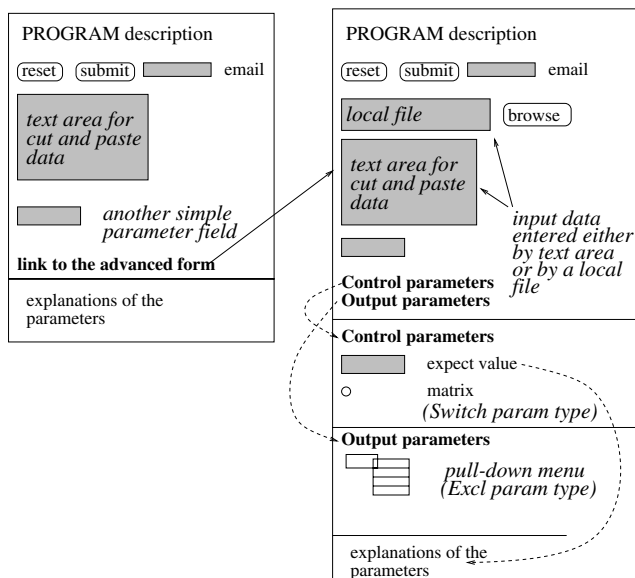 PROGRAM description
reset submit email
text area for
cut and paste
data
another simple
parameter field
link to the advanced form
explanations of the
parameters
PROGRAM description
reset submit email
local file browse
text area for
cut and paste
data
input data
entered either
by text area
or by a local
file
Control parameters
Output parameters
Control parameters
expect value
matrix
(Switch param type)
Output parameters
pull-down menu
(Excl param type)
explanations of the
parameters